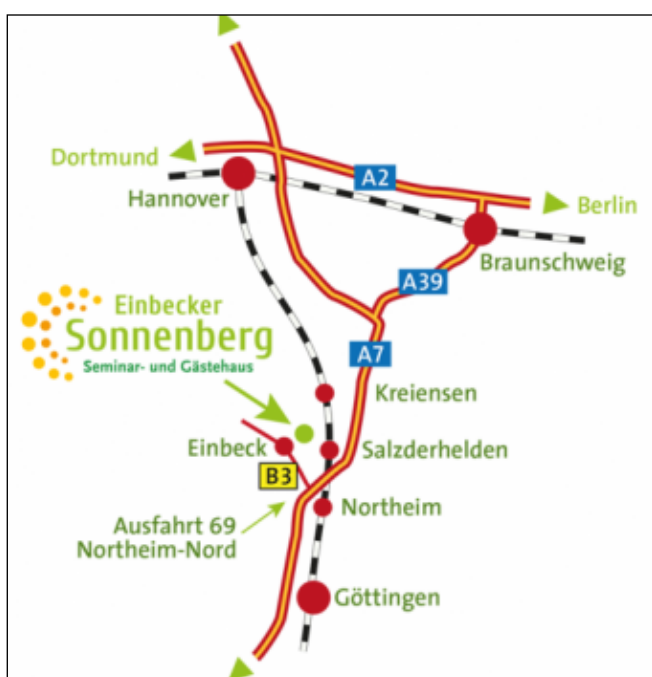 Dortmund
A2
Hannover
Berlin
Braunschweig
A39
Einbecker
Sonnenberg
Seminar- und Gästehaus
A7
Kreiensen
Einbeck
Salzderhelden
B3
Northeim
Ausfahrt 69
Northeim-Nord
Göttingen